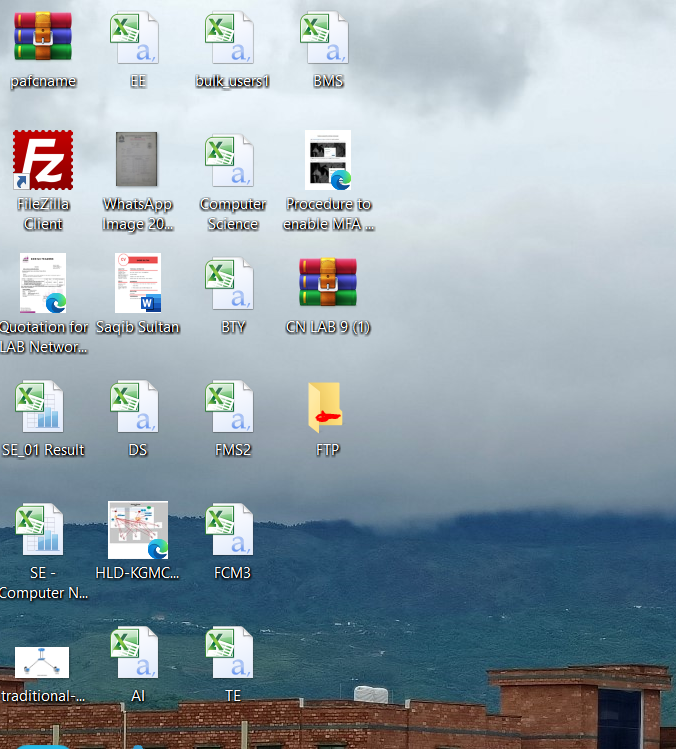 pafcname
EE
bulk_users1
BMS
Fz
FileZilla
Client
WhatsApp
Image 20...
Computer
Science
Procedure to
enable MFA ...
Quotation for
LAB Networ...
Saqib Sultan
BTY
CN LAB 9 (1)
SE_01 Result
DS
FMS2
FTP
SE -
Computer N...
HLD-KGMC...
FCM3
traditional-...
AI
TE